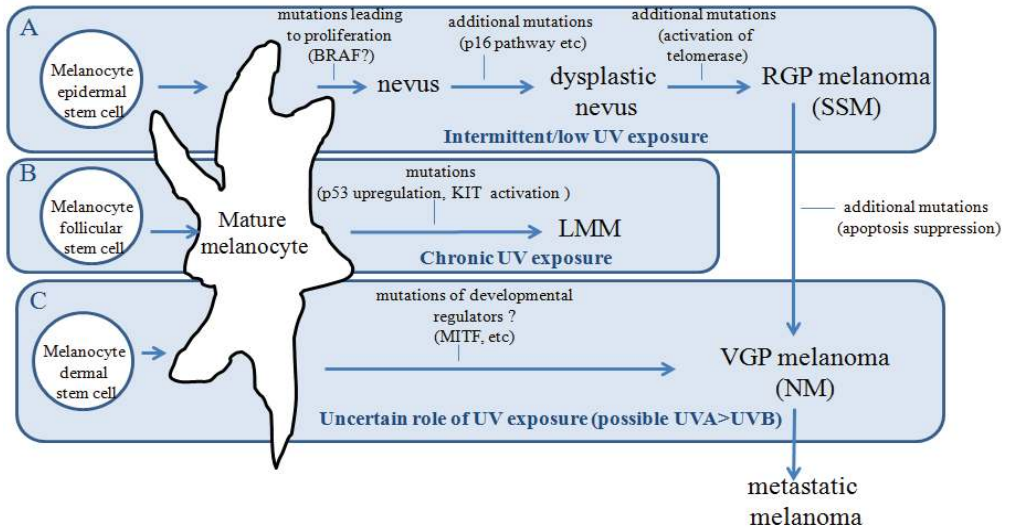 A
Melanocyte
epidermal
stem cell
mutations leading
to proliferation
(BRAF?)
nevus
additional mutations
(p16 pathway etc)
dysplastic
nevus
additional mutations
(activation of
telomerase)
RGP melanoma
(SSM)
Intermittent/low UV exposure
B
Melanocyte
follicular
stem cell
Mature
melanocyte
mutations
(p53 upregulation, KIT activation )
LMM
Chronic UV exposure
additional mutations
(apoptosis suppression)
C
Melanocyte
dermal
stem cell
mutations of developmental
regulators ?
(MITF, etc)
VGP melanoma
(NM)
Uncertain role of UV exposure (possible UVA>UVB)
metastatic
melanoma